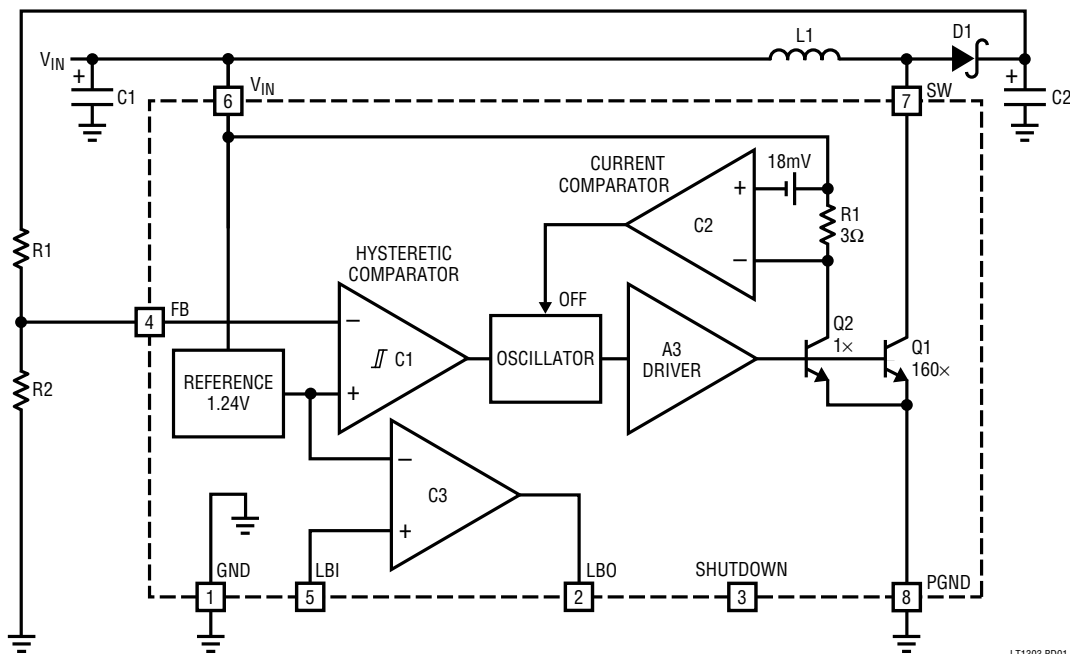 L1
D1
VIN
+
C1
6
VIN
7
SW
+
C2
CURRENT
COMPARATOR
18mV
+
C2
−
R1
3Ω
R1
HYSTERETIC
COMPARATOR
OFF
4
FB
−
C1
+
OSCILLATOR
A3
DRIVER
Q2
1×
Q1
160×
REFERENCE
1.24V
R2
−
C3
+
GND
1
LBI
5
LBO
2
SHUTDOWN
3
PGND
8
LT1303 BD01